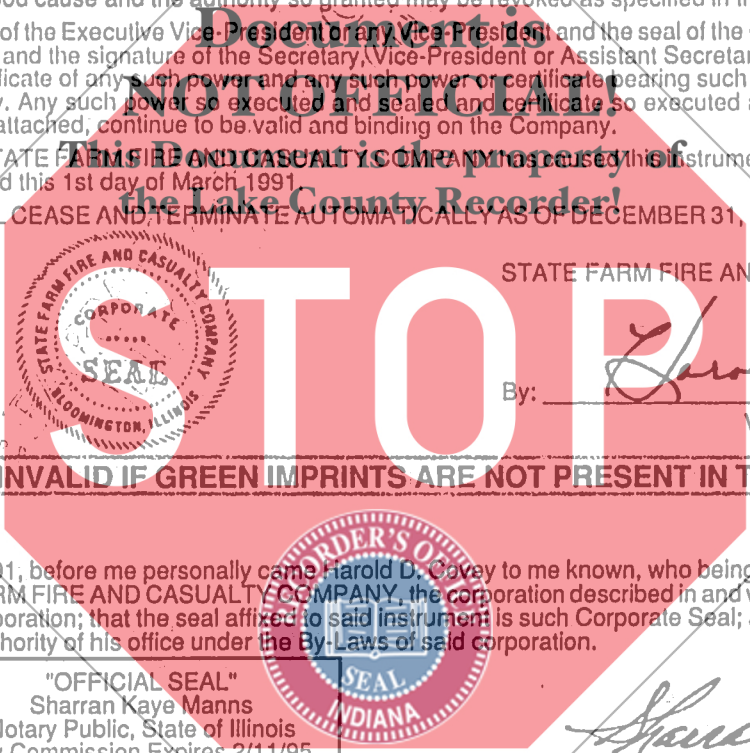 good cause and the authority so granted may be revoked as specified in th
of the Executive Vice-President or any Vice-President and the seal of the
and the signature of the Secretary, (Vice-President or Assistant Secretar
ficate of any such power and any such power or certificate bearing such
y. Any such power so executed and sealed and certificate so executed
attached, continue to be valid and binding on the Company.
Document is
NOT OFFICIAL!
This Document is the property of
the Lake County Recorder!
TATE FARM FIRE AND CASUALTY COMPANY has caused this instrume
d this 1st day of March 1991.
L CEASE AND TERMINATE AUTOMATICALLY AS OF DECEMBER 31,
STATE FARM FIRE AND CASUALTY COMPANY
CORPORATE
SEAL
BLOOMINGTON, ILLINOIS
STOP
STATE FARM FIRE AN
By:
INVALID IF GREEN IMPRINTS ARE NOT PRESENT IN T
91, before me personally came Harold D. Covey to me known, who being
RM FIRE AND CASUALTY COMPANY, the corporation described in and
poration; that the seal affixed to said instrument is such Corporate Seal;
hority of his office under the By-Laws of said corporation.
RECORDER'S OFFICE
SEAL
INDIANA
"OFFICIAL SEAL"
Sharran Kaye Manns
Notary Public, State of Illinois
y Commission Expires 2/11/95